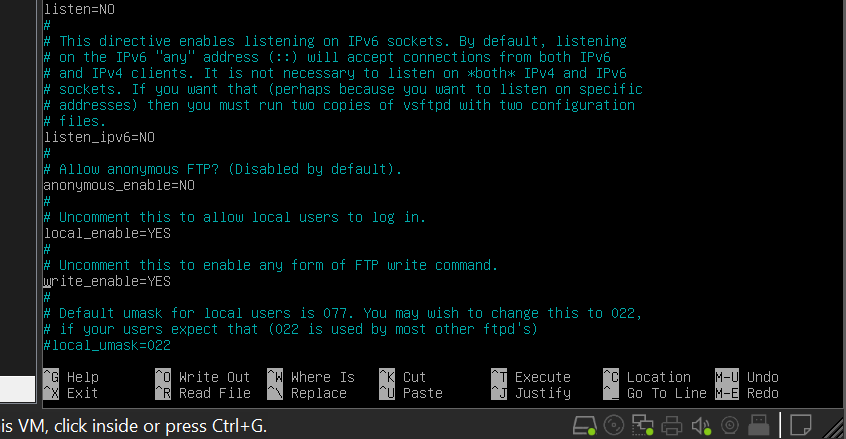 listen=NO
#
# This directive enables listening on IPv6 sockets. By default, listening
# on the IPv6 "any" address (::) will accept connections from both IPv6
# and IPv4 clients. It is not necessary to listen on *both* IPv4 and IPv6
# sockets. If you want that (perhaps because you want to listen on specific
# addresses) then you must run two copies of vsftpd with two configuration
# files.
listen_ipv6=NO
#
# Allow anonymous FTP? (Disabled by default).
anonymous_enable=NO
#
# Uncomment this to allow local users to log in.
local_enable=YES
#
# Uncomment this to enable any form of FTP write command.
write_enable=YES
#
# Default umask for local users is 077. You may wish to change this to 022,
# if your users expect that (022 is used by most other ftpd's)
#local_umask=022
^G Help ^O Write Out ^W Where Is ^K Cut ^T Execute ^C Location M-U Undo
^X Exit ^R Read File ^\ Replace ^U Paste ^J Justify ^_ Go To Line M-E Redo
is VM, click inside or press Ctrl+G.